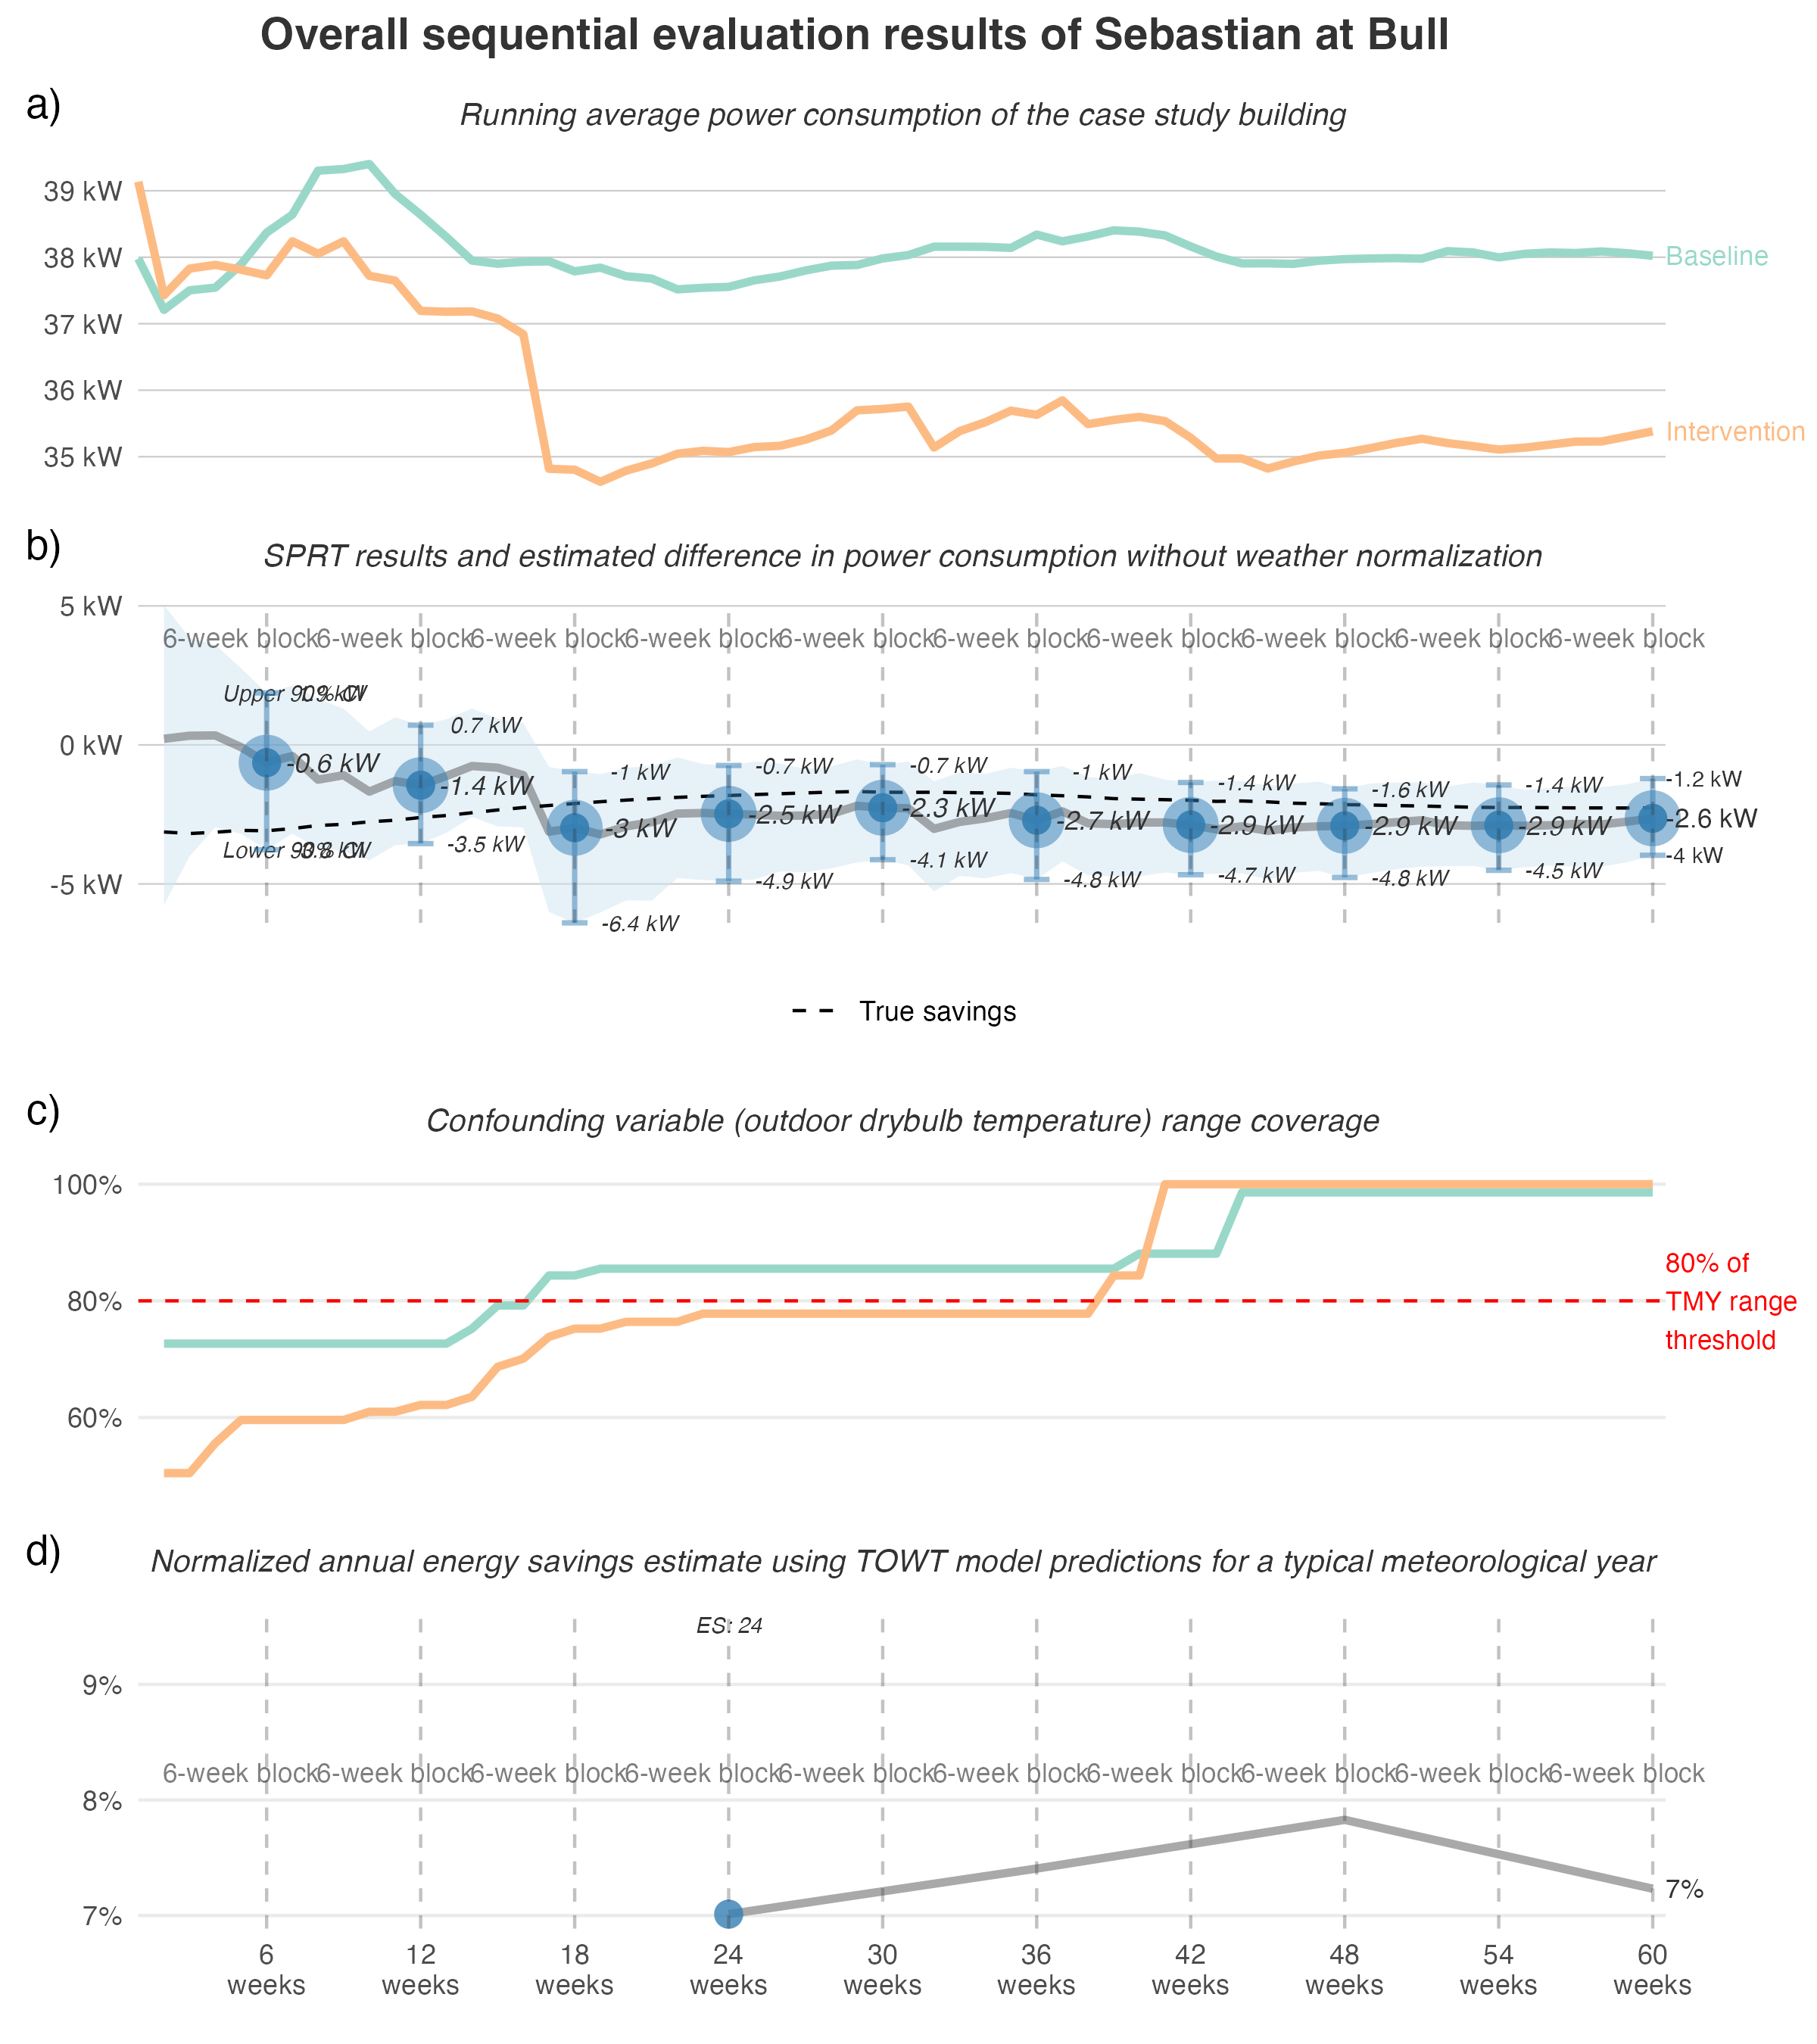 Overall sequential evaluation results of Sebastian at Bull
a)
Running average power consumption of the case study building
39 kW
38 kW
37 kW
36 kW
35 kW
Baseline
Intervention
b)
SPRT results and estimated difference in power consumption without weather normalization
5 kW
0 kW
-5 kW
6-week block
6-week block
6-week block
6-week block
6-week block
6-week block
6-week block
6-week block
6-week block
6-week block
Upper 90% CI
1.9 kW
0.7 kW
-1 kW
-0.7 kW
-0.7 kW
-1 kW
-1.4 kW
-1.6 kW
-1.4 kW
-1.2 kW
-0.6 kW
-1.4 kW
-3 kW
-2.5 kW
-2.3 kW
-2.7 kW
-2.9 kW
-2.9 kW
-2.9 kW
-2.6 kW
Lower 90% CI
-3.8 kW
-3.5 kW
-6.4 kW
-4.9 kW
-4.1 kW
-4.8 kW
-4.7 kW
-4.8 kW
-4.5 kW
-4 kW
True savings
c)
Confounding variable (outdoor drybulb temperature) range coverage
100%
80%
60%
80% of
TMY range
threshold
d)
Normalized annual energy savings estimate using TOWT model predictions for a typical meteorological year
ES: 24
9%
8%
7%
6-week block
6-week block
6-week block
6-week block
6-week block
6-week block
6-week block
6-week block
6-week block
6-week block
7%
6
weeks
12
weeks
18
weeks
24
weeks
30
weeks
36
weeks
42
weeks
48
weeks
54
weeks
60
weeks